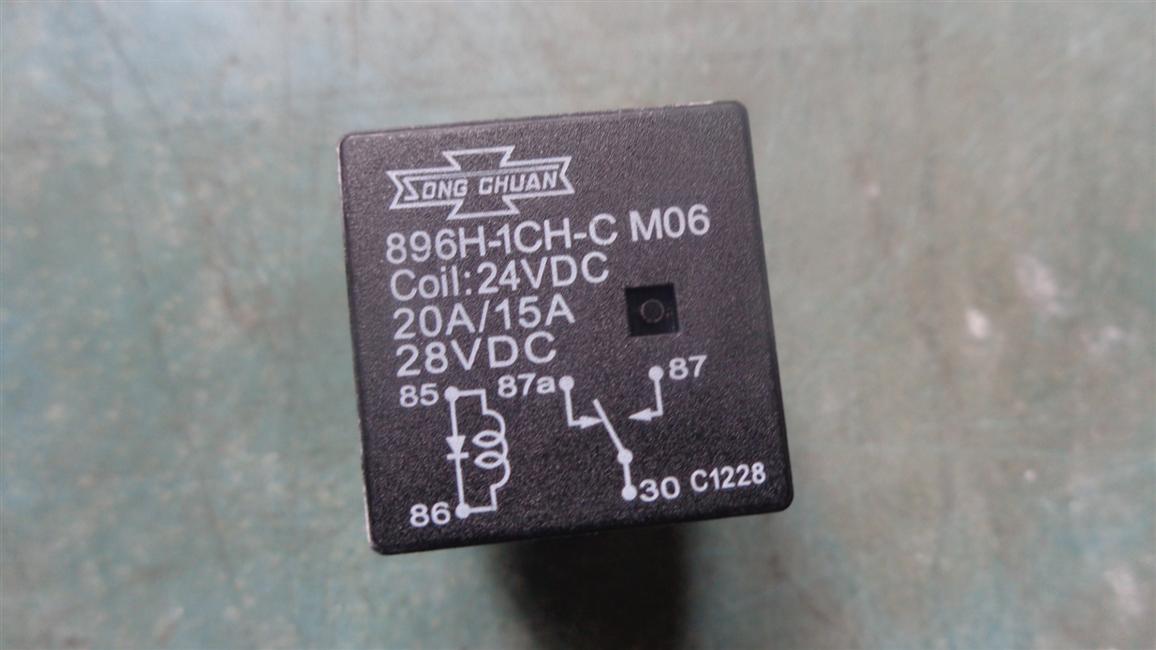 SONG CHUAN
896H-1CH-C M06
Coil:24VDC
20A/15A
28VDC
85 87a 87
86 30 C1228